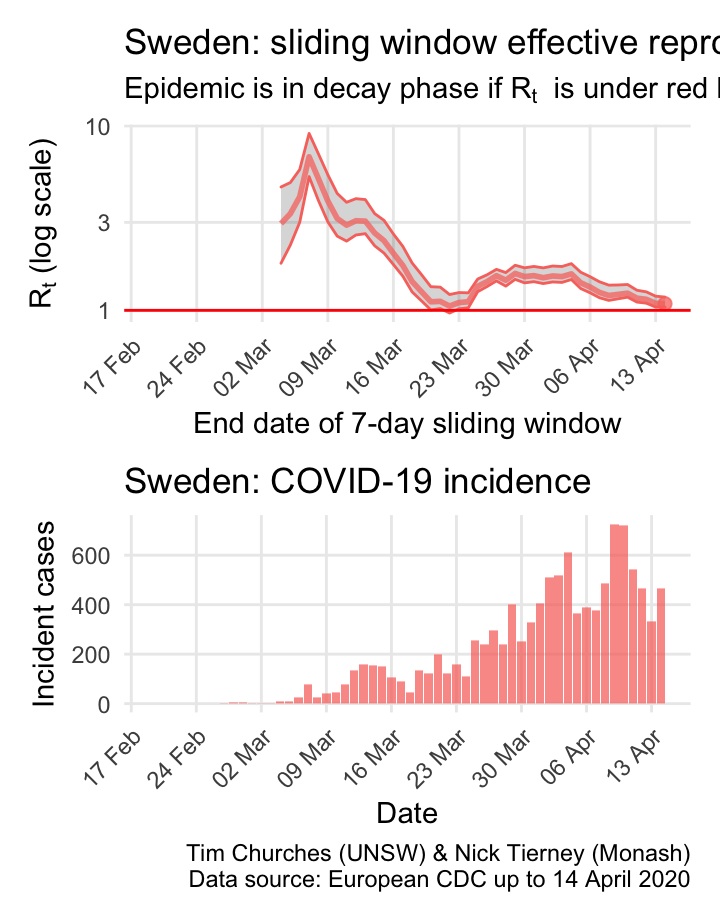 Sweden: sliding window effective repro
Epidemic is in decay phase if Rt is under red
10
3
1
Rt (log scale)
17 Feb
24 Feb
02 Mar
09 Mar
16 Mar
23 Mar
30 Mar
06 Apr
13 Apr
End date of 7-day sliding window
Sweden: COVID-19 incidence
600
400
200
0
Incident cases
17 Feb
24 Feb
02 Mar
09 Mar
16 Mar
23 Mar
30 Mar
06 Apr
13 Apr
Date
Tim Churches (UNSW) & Nick Tierney (Monash)
Data source: European CDC up to 14 April 2020